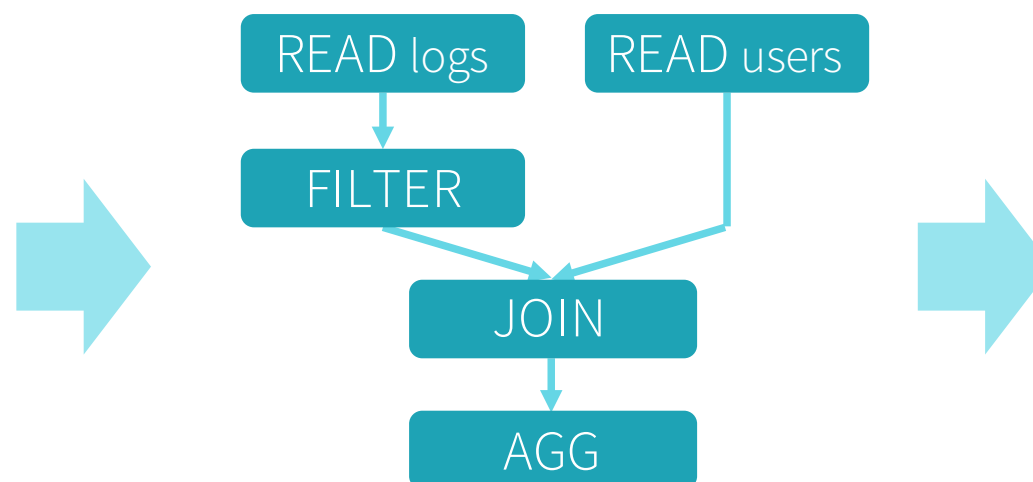 READ logs
READ users
FILTER
JOIN
AGG